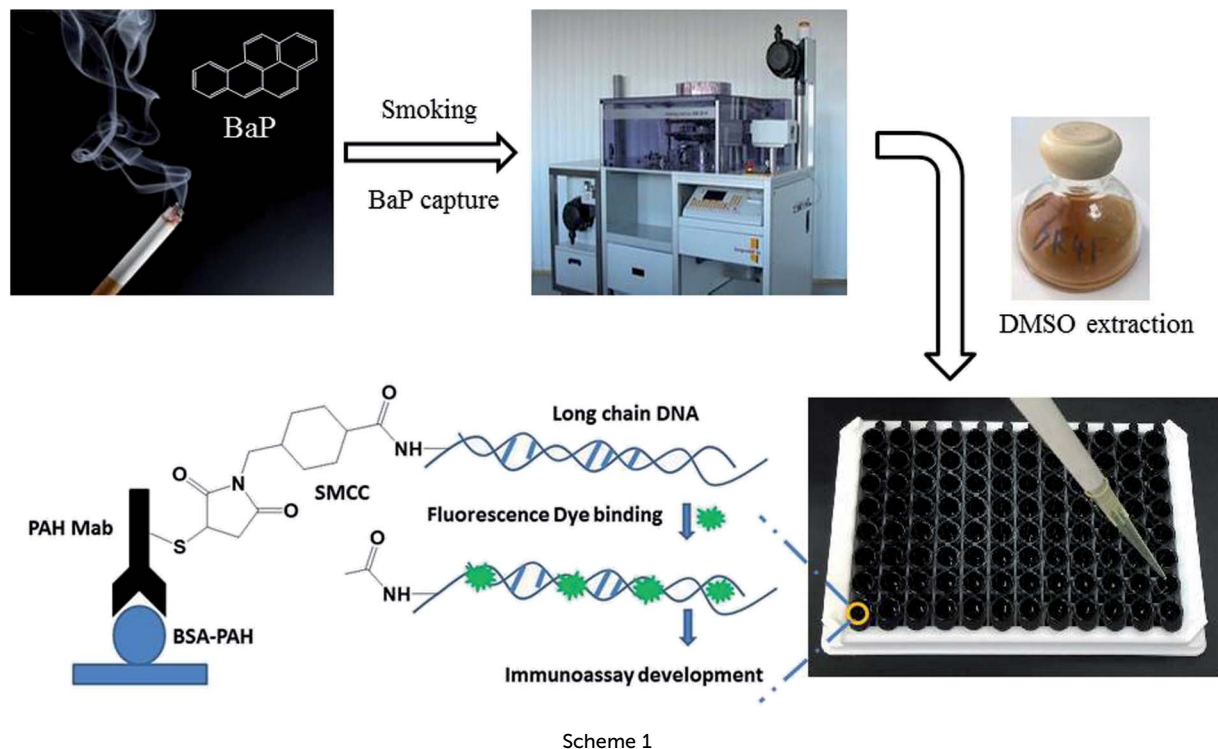 BaP
Smoking
BaP capture
DMSO extraction
O
NH
Long chain DNA
O
N
O
SMCC
S
PAH Mab
Fluorescence Dye binding
O
NH
BSA-PAH
Immunoassay development
Scheme 1